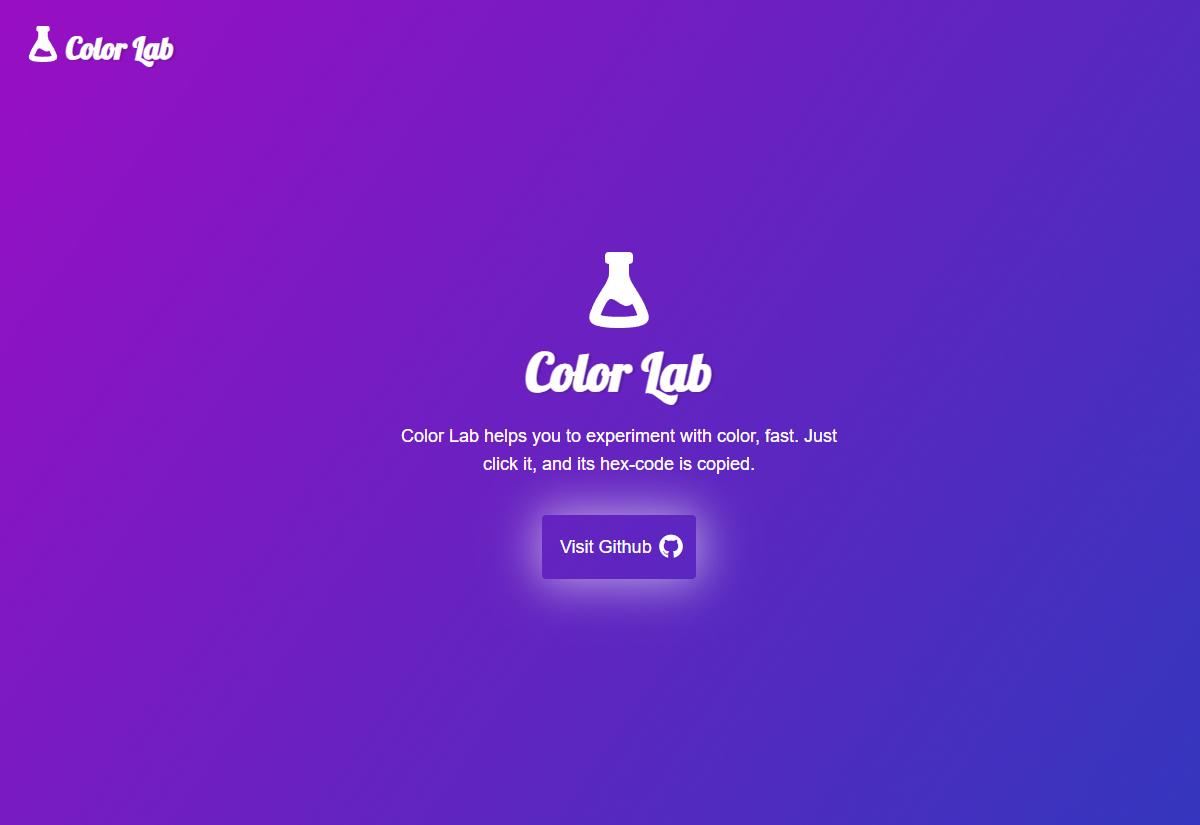 Color Lab
Color Lab
Color Lab helps you to experiment with color, fast. Just
click it, and its hex-code is copied.
Visit Github